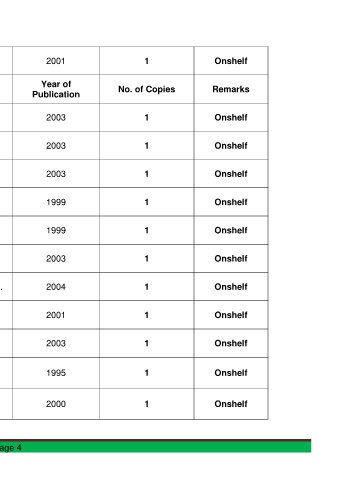 2001 1 Onshelf
Year of Publication No. of Copies Remarks
2003 1 Onshelf
2003 1 Onshelf
2003 1 Onshelf
1999 1 Onshelf
1999 1 Onshelf
2003 1 Onshelf
. 2004 1 Onshelf
2001 1 Onshelf
2003 1 Onshelf
1995 1 Onshelf
2000 1 Onshelf
age 4